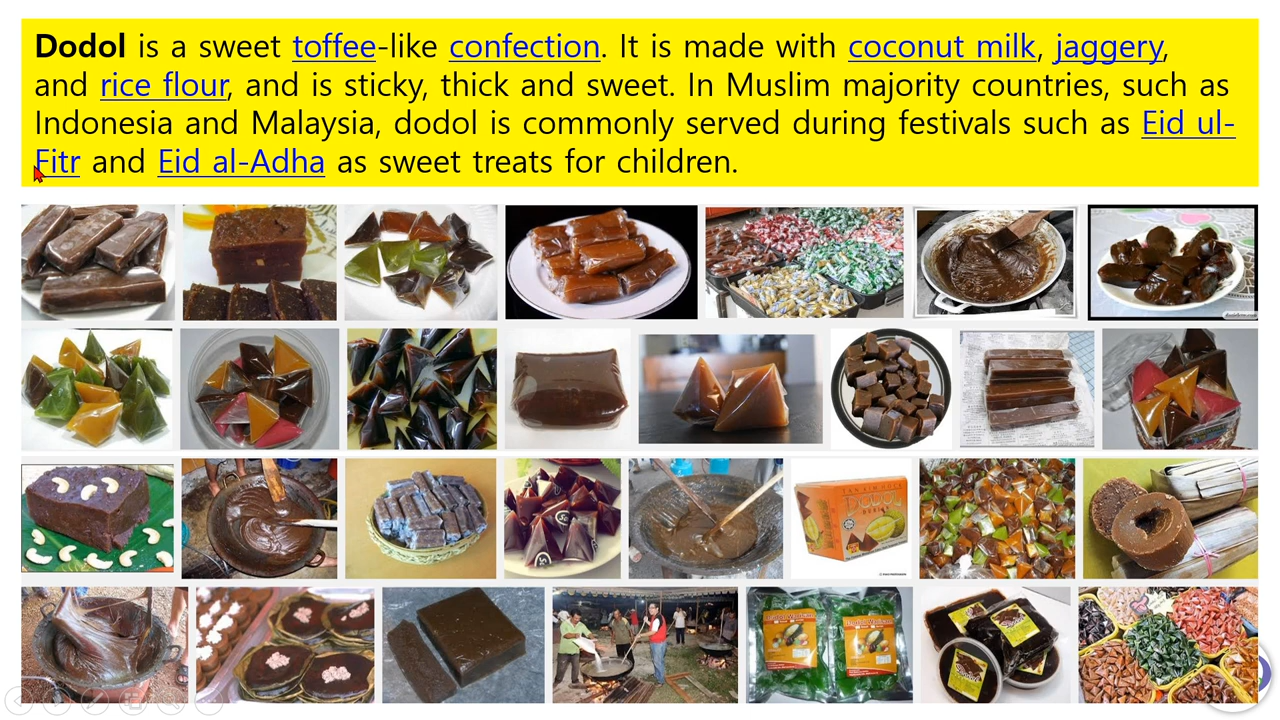 Dodol is a sweet toffee-like confection. It is made with coconut milk, jaggery,
and rice flour, and is sticky, thick and sweet. In Muslim majority countries, such as
Indonesia and Malaysia, dodol is commonly served during festivals such as Eid ul-
Fitr and Eid al-Adha as sweet treats for children.
DODOL